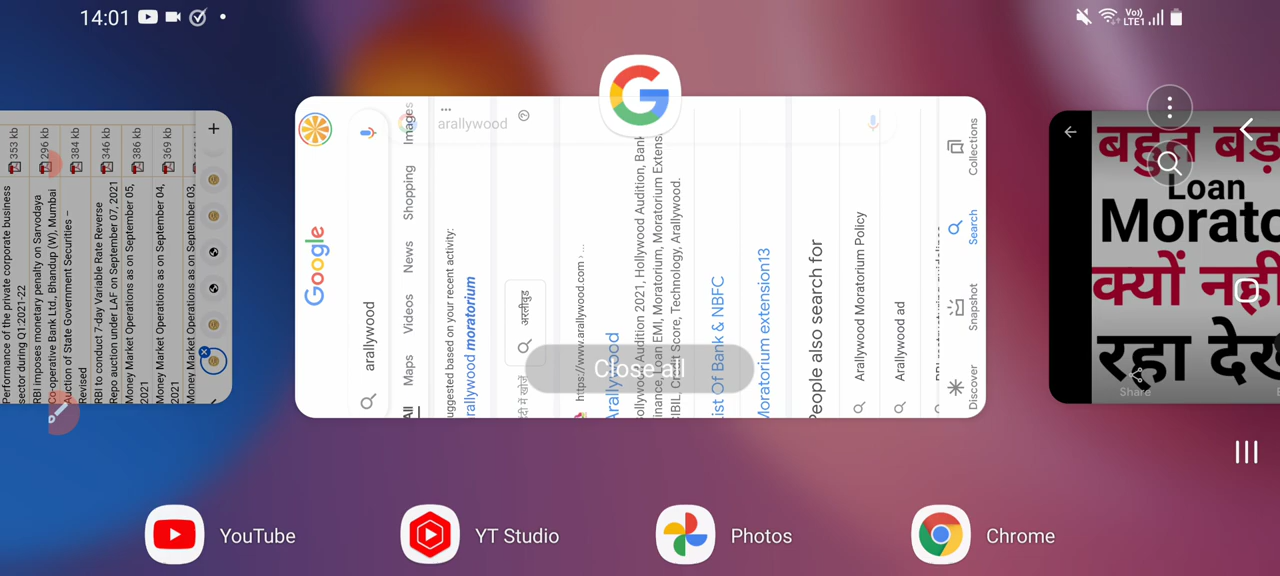 14:01
Vo)) LTE1
353 kb
296 kb
384 kb
346 kb
386 kb
369 kb
Performance of the private corporate business
sector during Q1:2021-22
RBI imposes monetary penalty on Sarvodaya
Co-operative Bank Ltd., Bhandup (W), Mumbai
Auction of State Government Securities –
Revised
RBI to conduct 7-day Variable Rate Reverse
Repo auction under LAF on September 07, 2021
Money Market Operations as on September 05,
2021
Money Market Operations as on September 04,
2021
Money Market Operations as on September 03,
Google
arallywood
arallywood
All
Maps
Videos
News
Shopping
Images
suggested based on your recent activity:
arallywood moratorium
अरलीवुड
https://www.arallywood.com › ...
Arallywood
Bollywood Audition 2021, Hollywood Audition, Bank
Finance, Loan EMI, Moratorium, Moratorium Extens
CIBIL, Credit Score, Technology, Arallywood.
List Of Bank & NBFC
Moratorium extension13
People also search for
Arallywood Moratorium Policy
Arallywood ad
Discover
Snapshot
Search
Collections
Close all
बहुत बड़
Loan
Morato
क्यों नही
रहा देख
Share
YouTube
YT Studio
Photos
Chrome